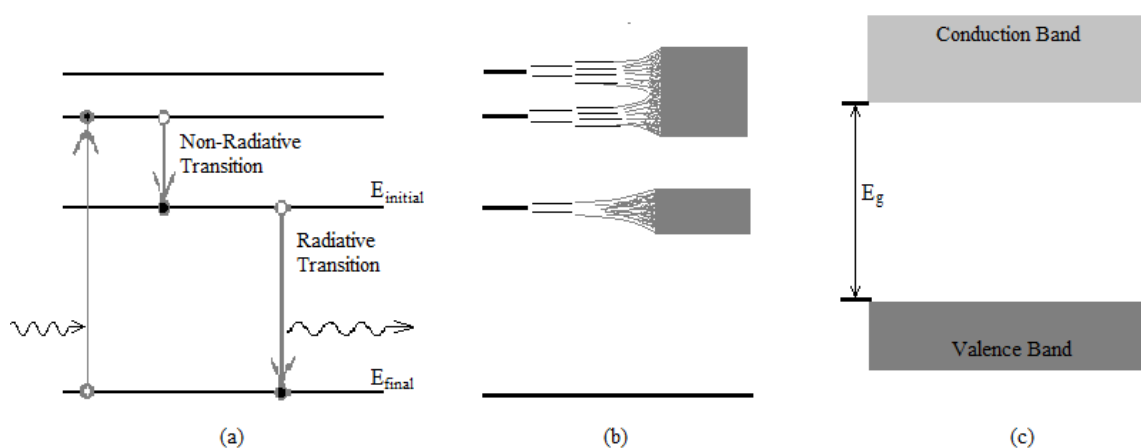 Non-Radiative
Transition
E_initial
Radiative
Transition
E_final
(a)
(b)
Conduction Band
E_g
Valence Band
(c)